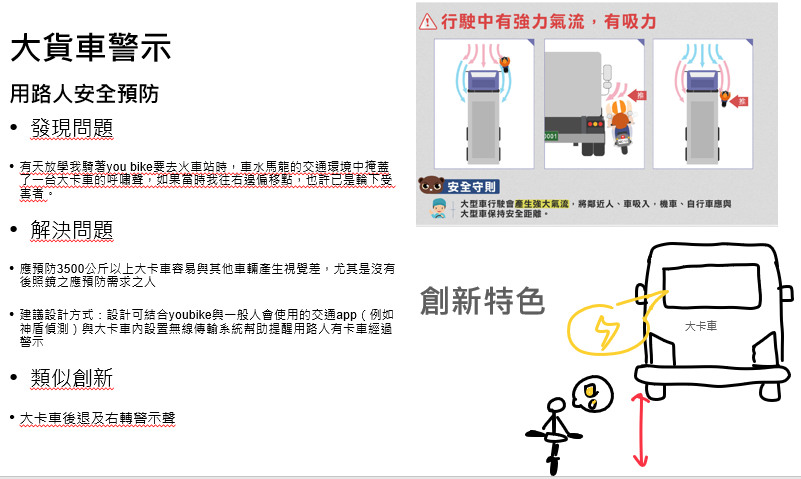 大貨車警示
用路人安全預防
• 發現問題
• 有天放學我騎著you bike要去火車站時，車水馬龍的交通環境中掩蓋
了一台大卡車的呼嘯聲，如果當時我往右邊偏移點，也許已是輪下受
害者。
• 解決問題
• 應預防3500公斤以上大卡車容易與其他車輛產生視覺差，尤其是沒有
後照鏡之應預防需求之人
• 建議設計方式：設計可結合youbike與一般人會使用的交通app（例如
神盾偵測）與大卡車內設置無線傳輸系統幫助提醒用路人有卡車經過
警示
• 類似創新
• 大卡車後退及右轉警示聲
行駛中有強力氣流，有吸力
推
推
0001
安全守則
大型車行駛會產生強大氣流，將鄰近人、車吸入，機車、自行車應與
大型車保持安全距離。
創新特色
大卡車